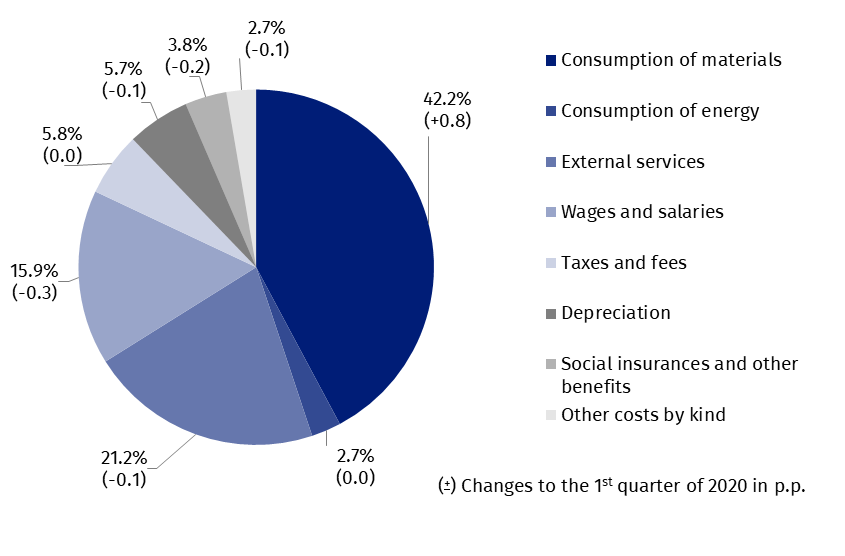 2.7%
(-0.1)
3.8%
(-0.2)
5.7%
(-0.1)
5.8%
(0.0)
15.9%
(-0.3)
21.2%
(-0.1)
2.7%
(0.0)
42.2%
(+0.8)
Consumption of materials
Consumption of energy
External services
Wages and salaries
Taxes and fees
Depreciation
Social insurances and other
benefits
Other costs by kind
(±) Changes to the 1st quarter of 2020 in p.p.